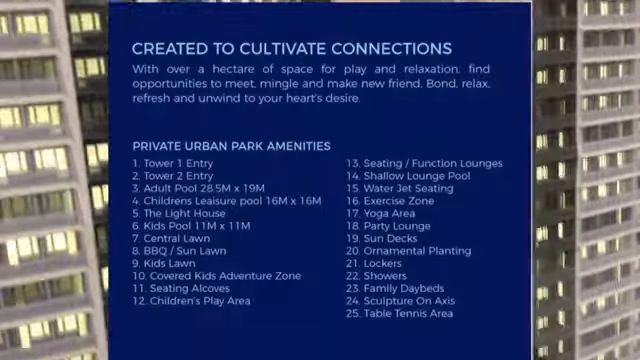 CREATED TO CULTIVATE CONNECTIONS
With over a hectare of space for play and relaxation, find
opportunities to meet, mingle and make new friend. Bond, relax,
refresh and unwind to your heart's desire.
PRIVATE URBAN PARK AMENITIES
1. Tower 1 Entry
2. Tower 2 Entry
3. Adult Pool 28.5M x 19M
4. Childrens Leaisure pool 16M x 16M
5. The Light House
6. Kids Pool 11M x 11M
7. Central Lawn
8. BBQ / Sun Lawn
9. Kids Lawn
10. Covered Kids Adventure Zone
11. Seating Alcoves
12. Children's Play Area
13. Seating / Function Lounges
14. Shallow Lounge Pool
15. Water Jet Seating
16. Exercise Zone
17. Yoga Area
18. Party Lounge
19. Sun Decks
20. Ornamental Planting
21. Lockers
22. Showers
23. Family Daybeds
24. Sculpture On Axis
25. Table Tennis Area